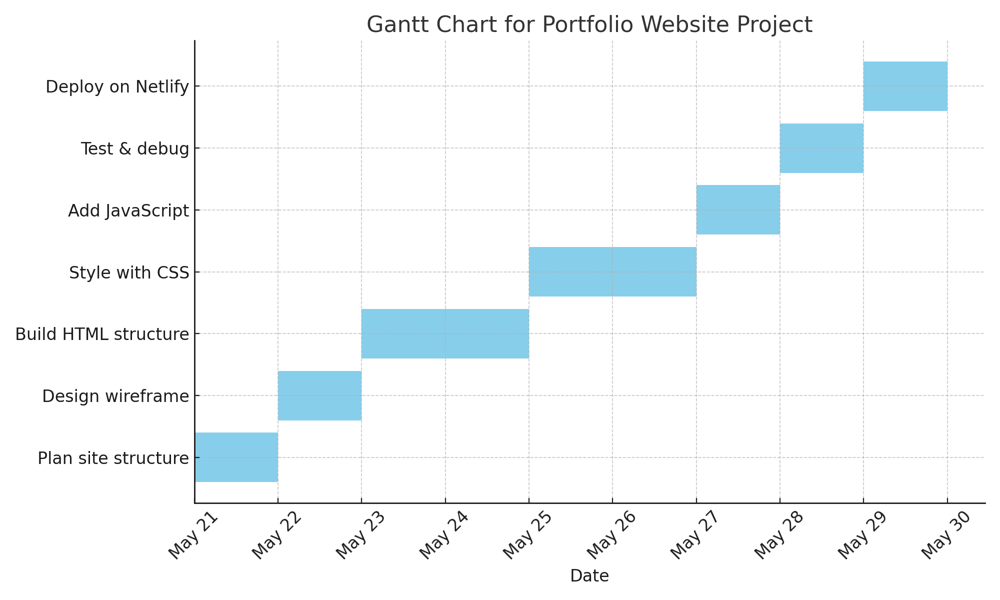 Gantt Chart for Portfolio Website Project
Deploy on Netlify
Test & debug
Add JavaScript
Style with CSS
Build HTML structure
Design wireframe
Plan site structure
May 21
May 22
May 23
May 24
May 25
May 26
May 27
May 28
May 29
May 30
Date